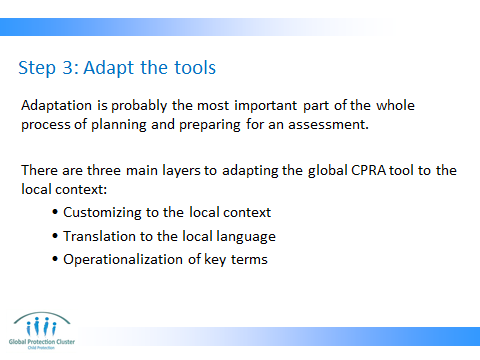 Step 3: Adapt the tools
Adaptation is probably the most important part of the whole
process of planning and preparing for an assessment.
There are three main layers to adapting the global CPRA tool to the
local context:
• Customizing to the local context
• Translation to the local language
• Operationalization of key terms
Global Protection Cluster
Child Protection